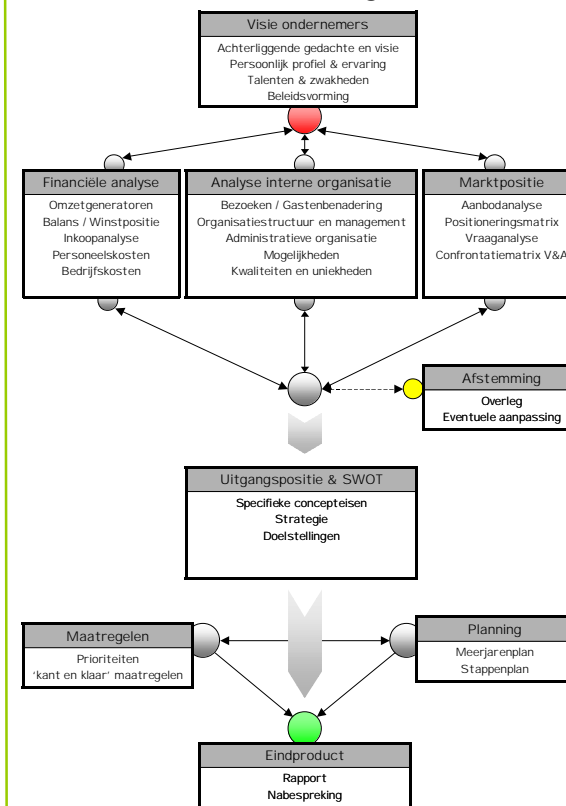 Visie ondernemers
Achterliggende gedachte en visie
Persoonlijk profiel & ervaring
Talenten & zwakheden
Beleidsvorming
Financiële analyse
Omzetgeneratoren
Balans / Winstpositie
Inkoopanalyse
Personeelskosten
Bedrijfskosten
Analyse interne organisatie
Bezoeken / Gastenbenadering
Organisatiestructuur en management
Administratieve organisatie
Mogelijkheden
Kwaliteiten en uniekheden
Marktpositie
Aanbodanalyse
Positioneringsmatrix
Vraaganalyse
Confrontatiematrix V&A
Afstemming
Overleg
Eventuele aanpassing
Uitgangspositie & SWOT
Specifieke concepteisen
Strategie
Doelstellingen
Maatregelen
Prioriteiten
'kant en klaar' maatregelen
Planning
Meerjarenplan
Stappenplan
Eindproduct
Rapport
Nabespreking